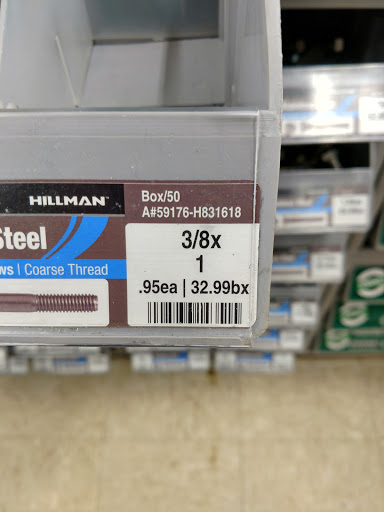 HILLMAN
Box/50
A#59176-H831618
Steel
3/8x
1
ws | Coarse Thread
.95ea | 32.99bx